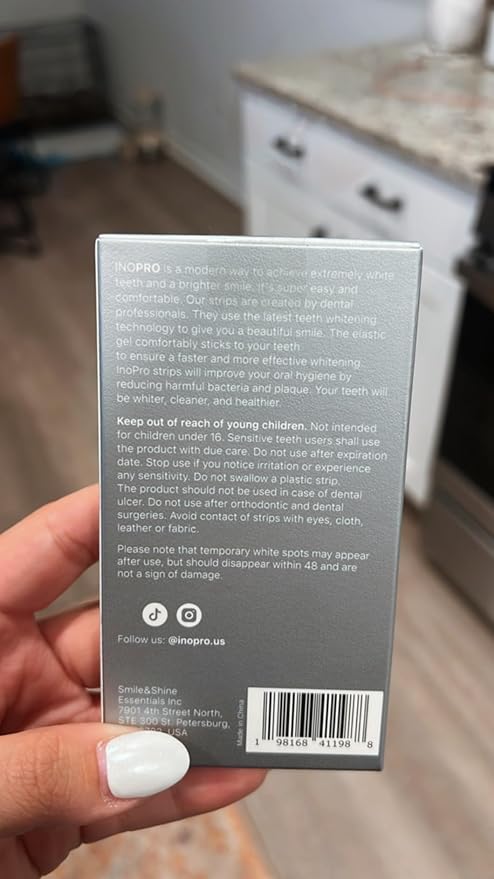 INOPRO is a modern way to achieve extremely white
teeth and a brighter smile. It's super easy and
comfortable. Our strips are created by dental
professionals. They use the latest teeth whitening
technology to give you a beautiful smile. The elastic
gel comfortably sticks to your teeth
to ensure a faster and more effective whitening.
InoPro strips will improve your oral hygiene by
reducing harmful bacteria and plaque. Your teeth will
be whiter, cleaner, and healthier.
Keep out of reach of young children. Not intended
for children under 16. Sensitive teeth users shall use
the product with due care. Do not use after expiration
date. Stop use if you notice irritation or experience
any sensitivity. Do not swallow a plastic strip.
The product should not be used in case of dental
ulcer. Do not use after orthodontic and dental
surgeries. Avoid contact of strips with eyes, cloth,
leather or fabric.
Please note that temporary white spots may appear
after use, but should disappear within 48 and are
not a sign of damage.
Follow us: @inopro.us
Smile&Shine
Essentials Inc
7901 4th Street North,
STE 300 St. Petersburg,
USA
Made in China
1 98168 41198 8